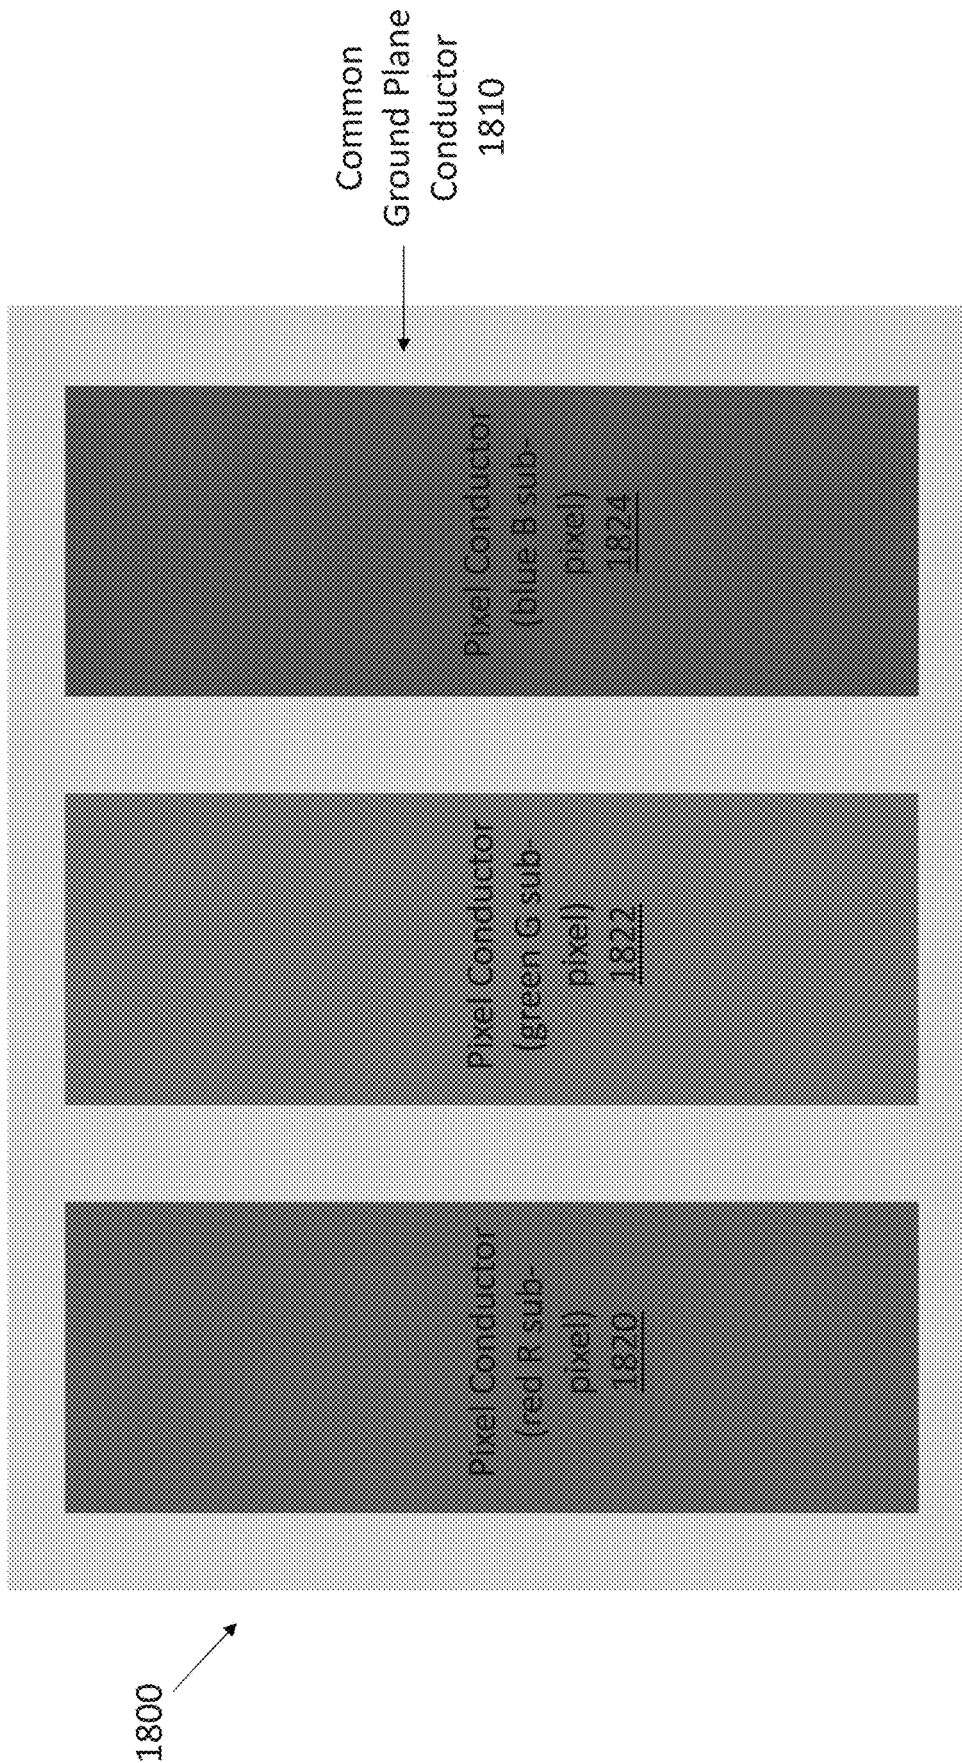 1800
Pixel Conductor
(red R sub-
pixel)
1820
Pixel Conductor
(green G sub-
pixel)
1822
Pixel Conductor
(blue B sub-
pixel)
1824
Common
Ground Plane
Conductor
1810